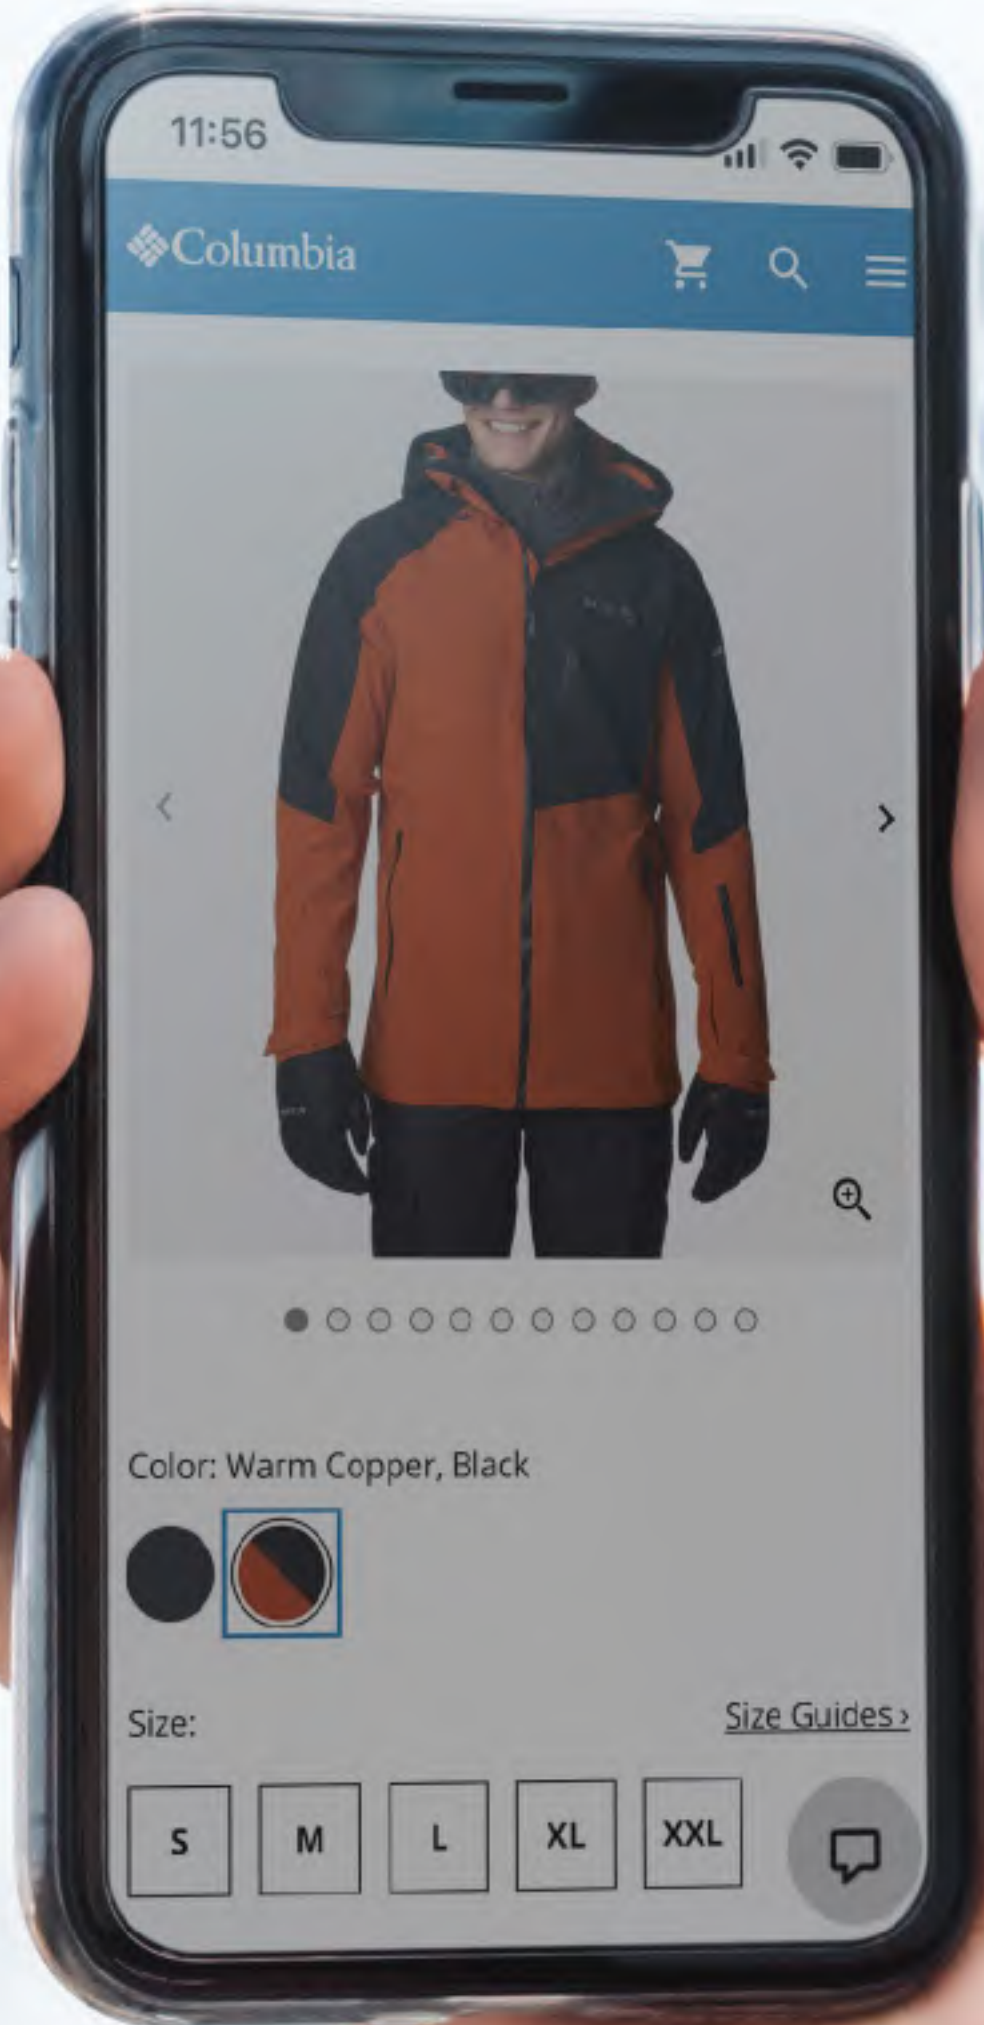 11:56
Columbia
Color: Warm Copper, Black
Size:
Size Guides ›
S
M
L
XL
XXL